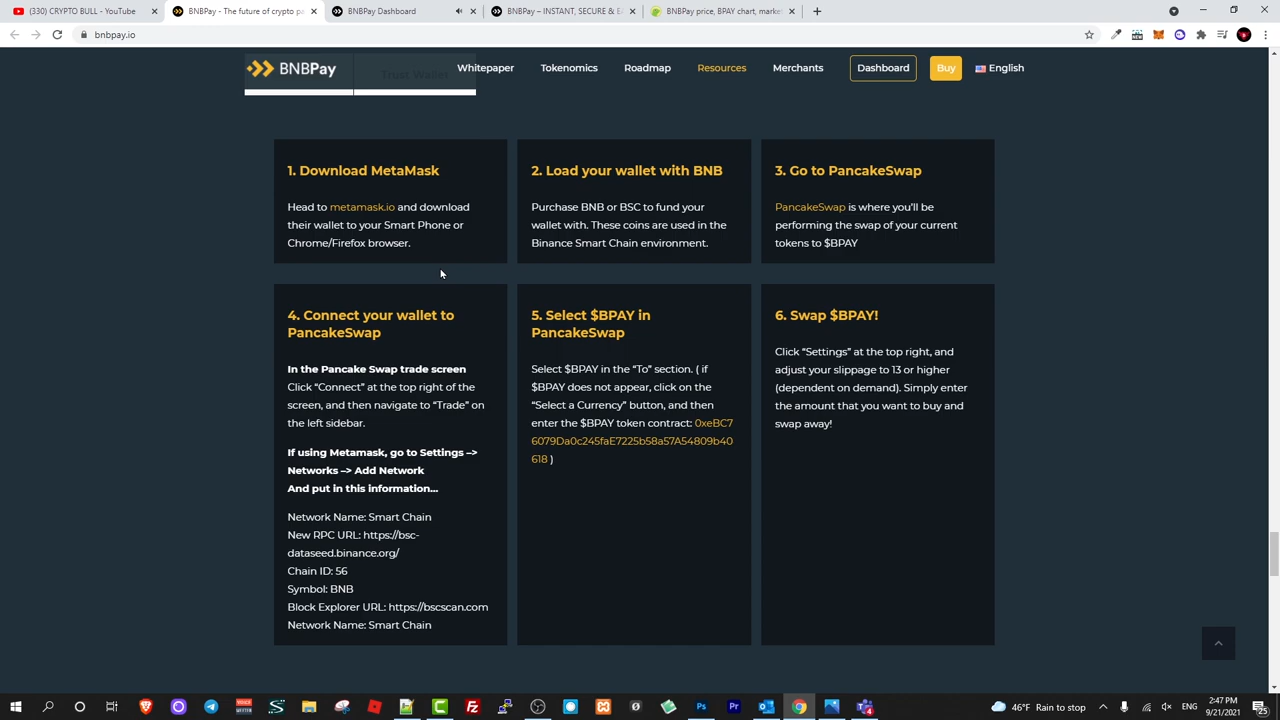 (330) CRYPTO BULL - YouTube
BNBPay - The future of crypto pa
BNBPay Dashboard
BNBPay – INSTANT, SECURE & E
BNBPay price, BPAY chart, marke
bnbpay.io
BNBPay
Trust Wallet
Whitepaper
Tokenomics
Roadmap
Resources
Merchants
Dashboard
Buy
English
1. Download MetaMask
Head to metamask.io and download
their wallet to your Smart Phone or
Chrome/Firefox browser.
2. Load your wallet with BNB
Purchase BNB or BSC to fund your
wallet with. These coins are used in the
Binance Smart Chain environment.
3. Go to PancakeSwap
PancakeSwap is where you'll be
performing the swap of your current
tokens to $BPAY
4. Connect your wallet to
PancakeSwap
In the Pancake Swap trade screen
Click “Connect” at the top right of the
screen, and then navigate to “Trade” on
the left sidebar.
If using Metamask, go to Settings –>
Networks –> Add Network
And put in this information…
Network Name: Smart Chain
New RPC URL: https://bsc-
dataseed.binance.org/
Chain ID: 56
Symbol: BNB
Block Explorer URL: https://bscscan.com
Network Name: Smart Chain
5. Select $BPAY in
PancakeSwap
Select $BPAY in the “To” section. ( if
$BPAY does not appear, click on the
“Select a Currency” button, and then
enter the $BPAY token contract: 0xeBC7
6079Da0c245faE7225b58a57A54809b40
618 )
6. Swap $BPAY!
Click “Settings” at the top right, and
adjust your slippage to 13 or higher
(dependent on demand). Simply enter
the amount that you want to buy and
swap away!
46°F Rain to stop
2:47 PM
9/21/2021